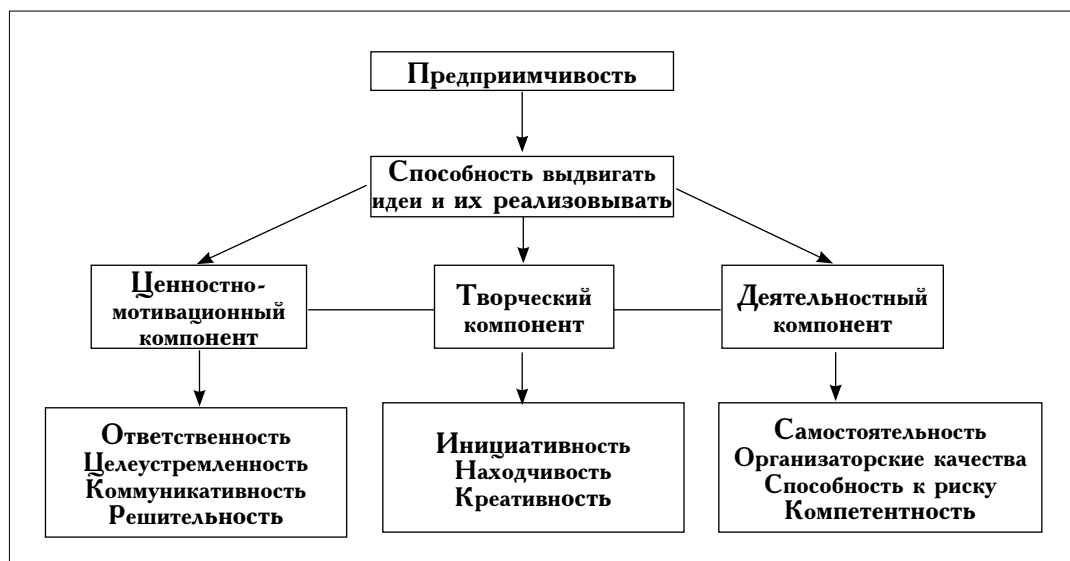 Предприимчивость
Способность выдвигать
идеи и их реализовывать
Ценностно-
мотивационный
компонент
Творческий
компонент
Деятельностный
компонент
Ответственность
Целеустремленность
Коммуникативность
Решительность
Инициативность
Находчивость
Креативность
Самостоятельность
Организаторские качества
Способность к риску
Компетентность